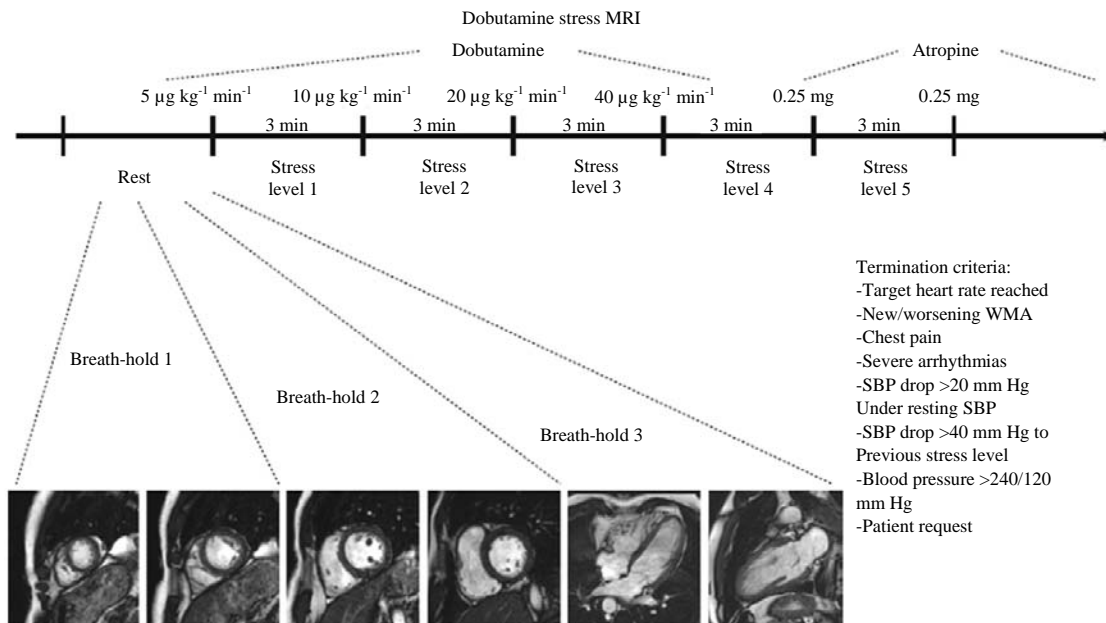 Dobutamine stress MRI
Dobutamine
Atropine
5 µg kg⁻¹ min⁻¹
10 µg kg⁻¹ min⁻¹
20 µg kg⁻¹ min⁻¹
40 µg kg⁻¹ min⁻¹
0.25 mg
0.25 mg
3 min
3 min
3 min
3 min
3 min
Rest
Stress
level 1
Stress
level 2
Stress
level 3
Stress
level 4
Stress
level 5
Breath-hold 1
Breath-hold 2
Breath-hold 3
Termination criteria:
-Target heart rate reached
-New/worsening WMA
-Chest pain
-Severe arrhythmias
-SBP drop >20 mm Hg
Under resting SBP
-SBP drop >40 mm Hg to
Previous stress level
-Blood pressure >240/120
mm Hg
-Patient request